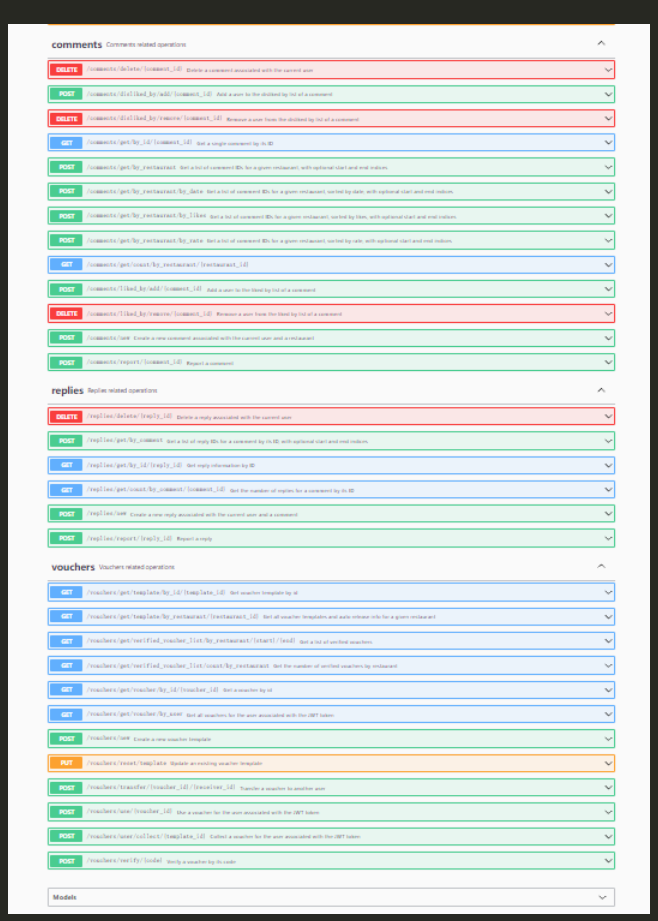 comments Comments related operations
DELETE /comments/delete/{comment_id} Delete a comment associated with the current user
POST /comments/disliked_by/add/{comment_id} Add a user to the disliked by list of a comment
DELETE /comments/disliked_by/remove/{comment_id} Remove a user from the disliked by list of a comment
GET /comments/get/by_id/{comment_id} Get a single comment by its ID
POST /comments/get/by_restaurant Get a list of comment IDs for a given restaurant, with optional start and end indices
POST /comments/get/by_restaurant/by_date Get a list of comment IDs for a given restaurant, sorted by date, with optional start and end indices
POST /comments/get/by_restaurant/by_likes Get a list of comment IDs for a given restaurant, sorted by likes, with optional start and end indices
POST /comments/get/by_restaurant/by_rate Get a list of comment IDs for a given restaurant, sorted by rate, with optional start and end indices
GET /comments/get/count/by_restaurant/{restaurant_id}
POST /comments/liked_by/add/{comment_id} Add a user to the liked by list of a comment
DELETE /comments/liked_by/remove/{comment_id} Remove a user from the liked by list of a comment
POST /comments/new Create a new comment associated with the current user and a restaurant
POST /comments/report/{comment_id} Report a comment
replies Replies related operations
DELETE /replies/delete/{reply_id} Delete a reply associated with the current user
POST /replies/get/by_comment Get a list of reply IDs for a comment by its ID, with optional start and end indices
GET /replies/get/by_id/{reply_id} Get reply information by ID
GET /replies/get/count/by_comment/{comment_id} Get the number of replies for a comment by its ID
POST /replies/new Create a new reply associated with the current user and a comment
POST /replies/report/{reply_id} Report a reply
vouchers Vouchers related operations
GET /vouchers/get/template/by_id/{template_id} Get voucher template by id
GET /vouchers/get/template/by_restaurant/{restaurant_id} Get all voucher templates and auto release info for a given restaurant
GET /vouchers/get/verified_voucher_list/by_restaurant/{start}/{end} Get a list of verified vouchers
GET /vouchers/get/verified_voucher_list/count/by_restaurant Get the number of verified vouchers by restaurant
GET /vouchers/get/voucher/by_id/{voucher_id} Get a voucher by id
GET /vouchers/get/voucher/by_user Get all vouchers for the user associated with the JWT token
POST /vouchers/new Create a new voucher template
PUT /vouchers/reset/template Update an existing voucher template
POST /vouchers/transfer/{voucher_id}/{receiver_id} Transfer a voucher to another user
POST /vouchers/use/{voucher_id} Use a voucher for the user associated with the JWT token
POST /vouchers/user/collect/{template_id} Collect a voucher for the user associated with the JWT token
POST /vouchers/verify/{code} Verify a voucher by its code
Models